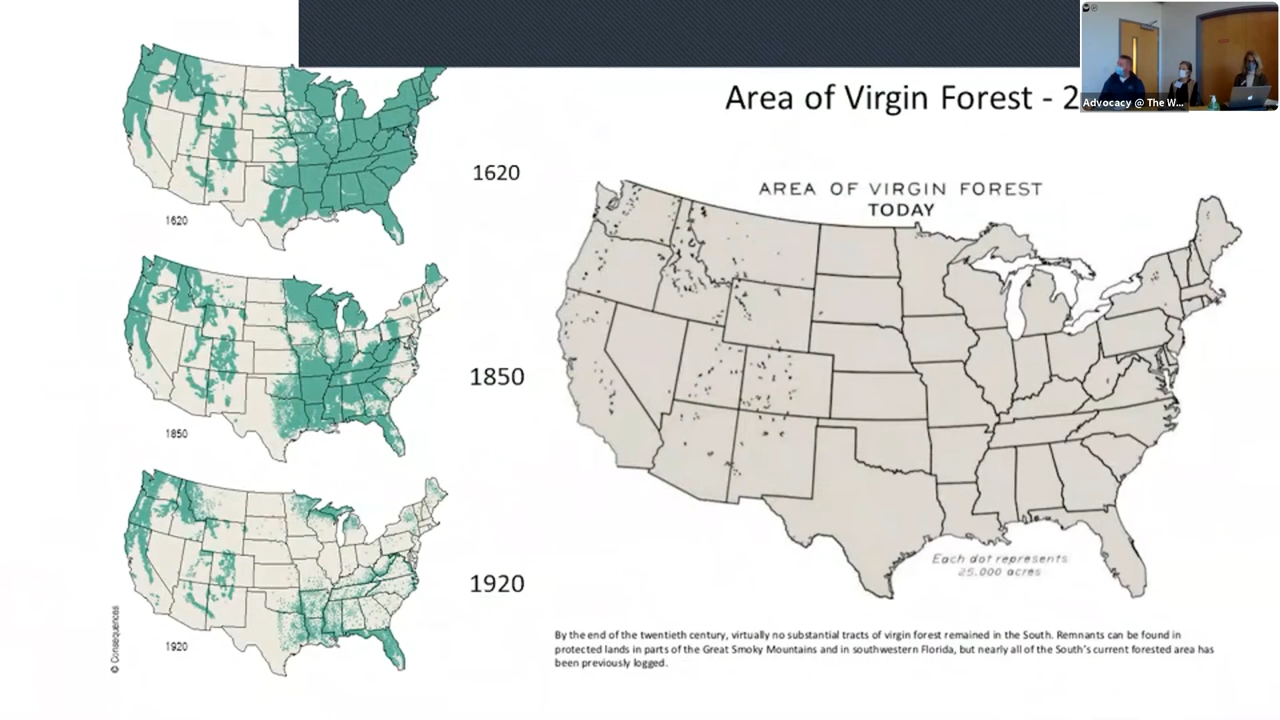 Area of Virgin Forest - 2
Advocacy @ The W...
1620
1620
AREA OF VIRGIN FOREST
TODAY
1850
1850
1920
1920
Each dot represents
25,000 acres
© Consequences
By the end of the twentieth century, virtually no substantial tracts of virgin forest remained in the South. Remnants can be found in
protected lands in parts of the Great Smoky Mountains and in southwestern Florida, but nearly all of the South's current forested area has
been previously logged.